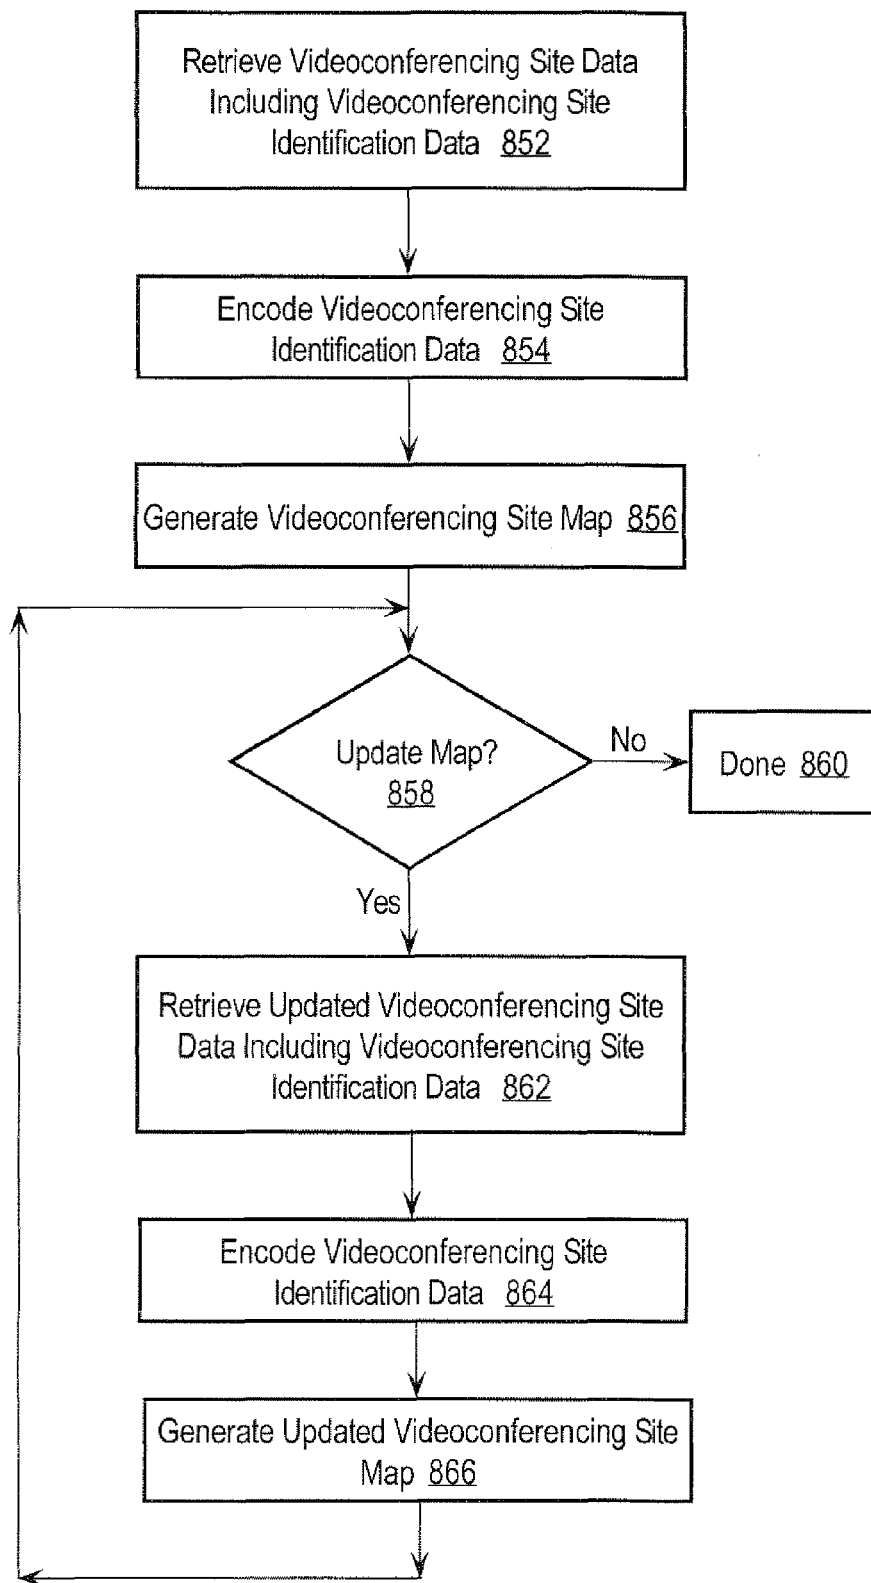 Retrieve Videoconferencing Site Data
Including Videoconferencing Site
Identification Data 852
Encode Videoconferencing Site
Identification Data 854
Generate Videoconferencing Site Map 856
Update Map?
858
No
Done 860
Yes
Retrieve Updated Videoconferencing Site
Data Including Videoconferencing Site
Identification Data 862
Encode Videoconferencing Site
Identification Data 864
Generate Updated Videoconferencing Site
Map 866